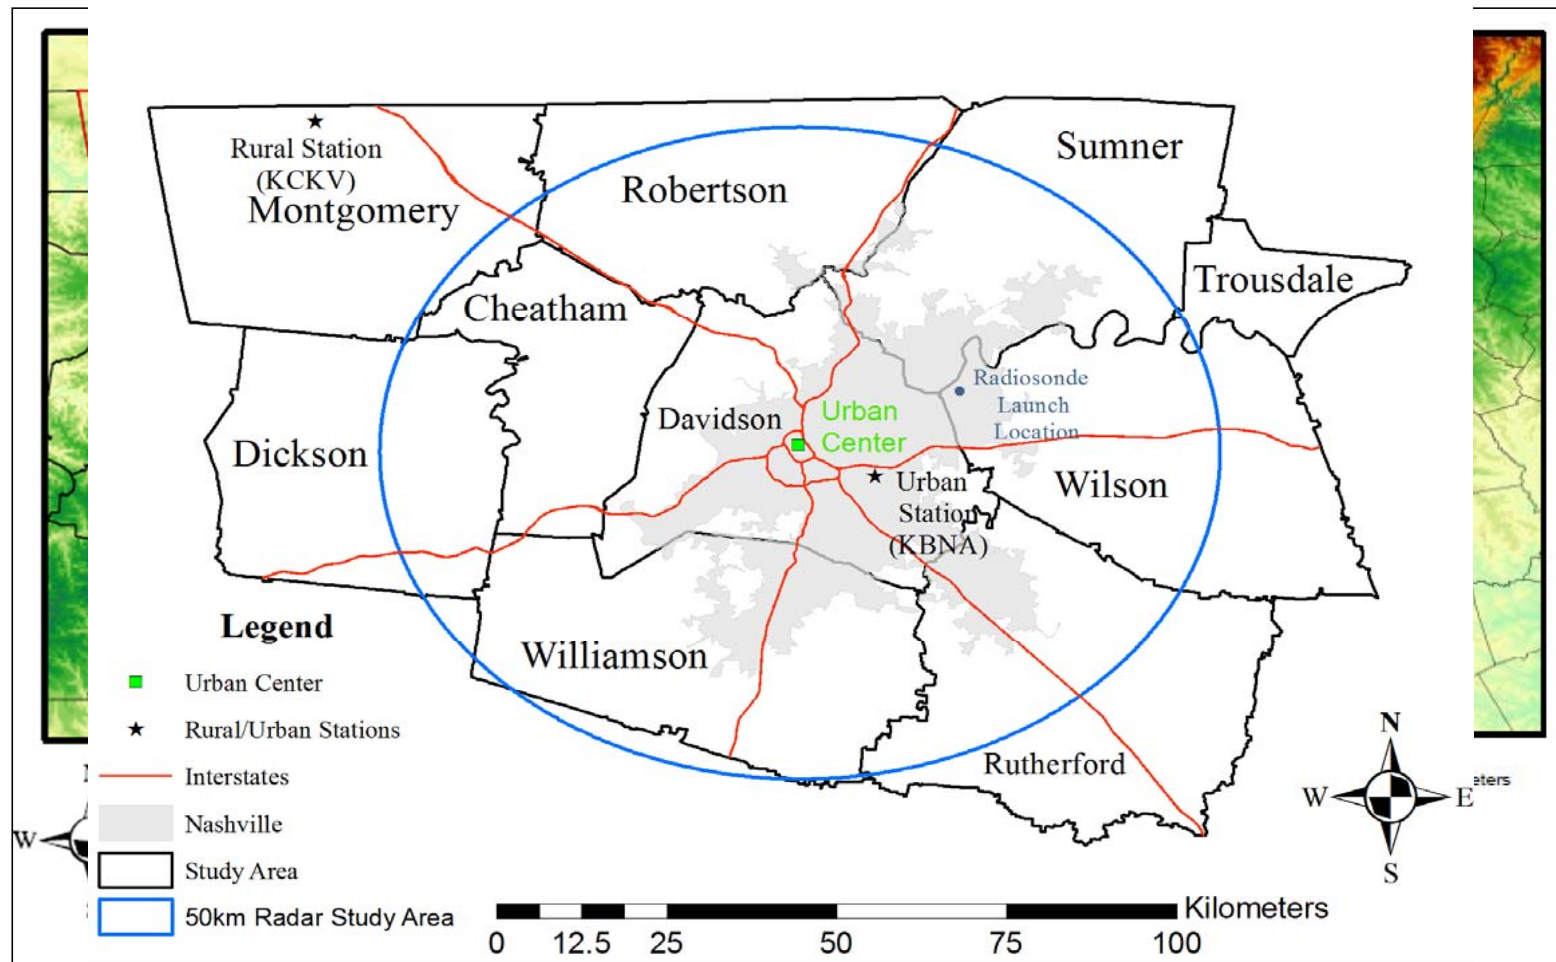 Sumner
Rural Station
(KCKV)
Robertson
Montgomery
Trousdale
Cheatham
Radiosonde
Launch
Location
Davidson
Urban
Center
Dickson
Wilson
Urban
Station
(KBNA)
Legend
Williamson
Urban Center
Rural/Urban Stations
Interstates
Rutherford
Nashville
Study Area
50km Radar Study Area
N
W
E
S
eters
W
Kilometers
0 12.5 25 50 75 100